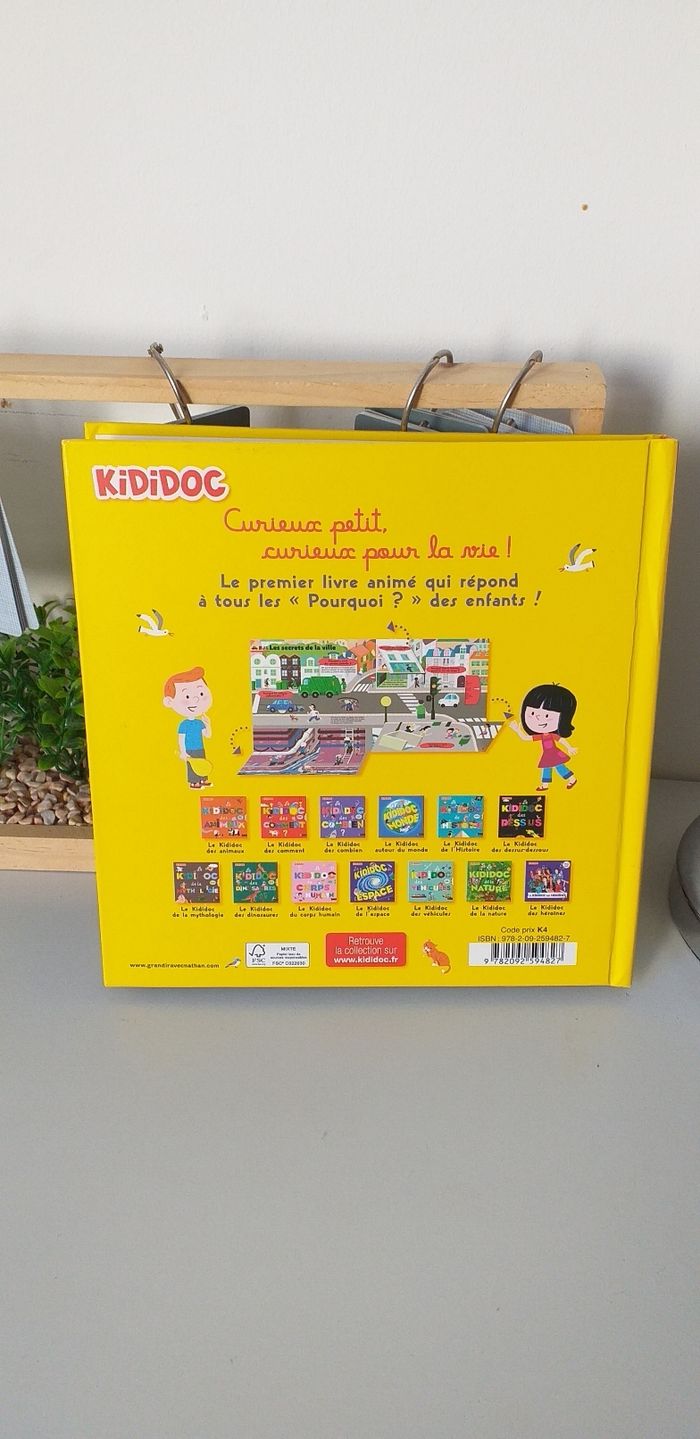 KiDiDOC
Curieux petit,
curieux pour la vie !
Le premier livre animé qui répond
à tous les « Pourquoi ? » des enfants !
Les secrets de la ville
Le Kididoc
des animaux
Le Kididoc
des comment
Le Kididoc
des combien
Le Kididoc
autour du monde
Le Kididoc
de l'Histoire
Le Kididoc
des dessus-dessous
Le Kididoc
de la mythologie
Le Kididoc
des dinosaures
Le Kididoc
du corps humain
Le Kididoc
de l'espace
Le Kididoc
des véhicules
Le Kididoc
de la nature
Le Kididoc
des héroïnes
www.grandiravecnathan.com
FSC
MIXTE
Papier issu de
sources responsables
Retrouve
la collection sur
www.kididoc.fr
Code prix K4
ISBN : 978-2-09-259482-7
9 782092 594827